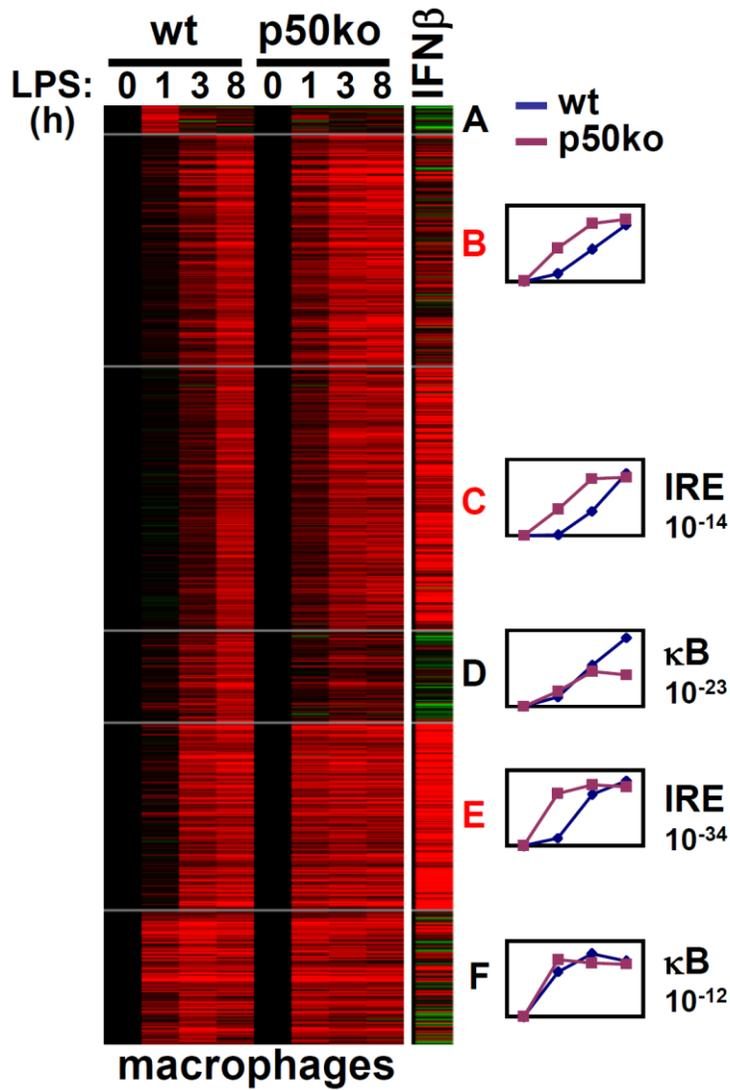 wt p50ko IFNβ
LPS: 0 1 3 8 0 1 3 8
(h)
wt
p50ko
A
B
C
IRE
10⁻¹⁴
D
κB
10⁻²³
E
IRE
10⁻³⁴
F
κB
10⁻¹²
macrophages